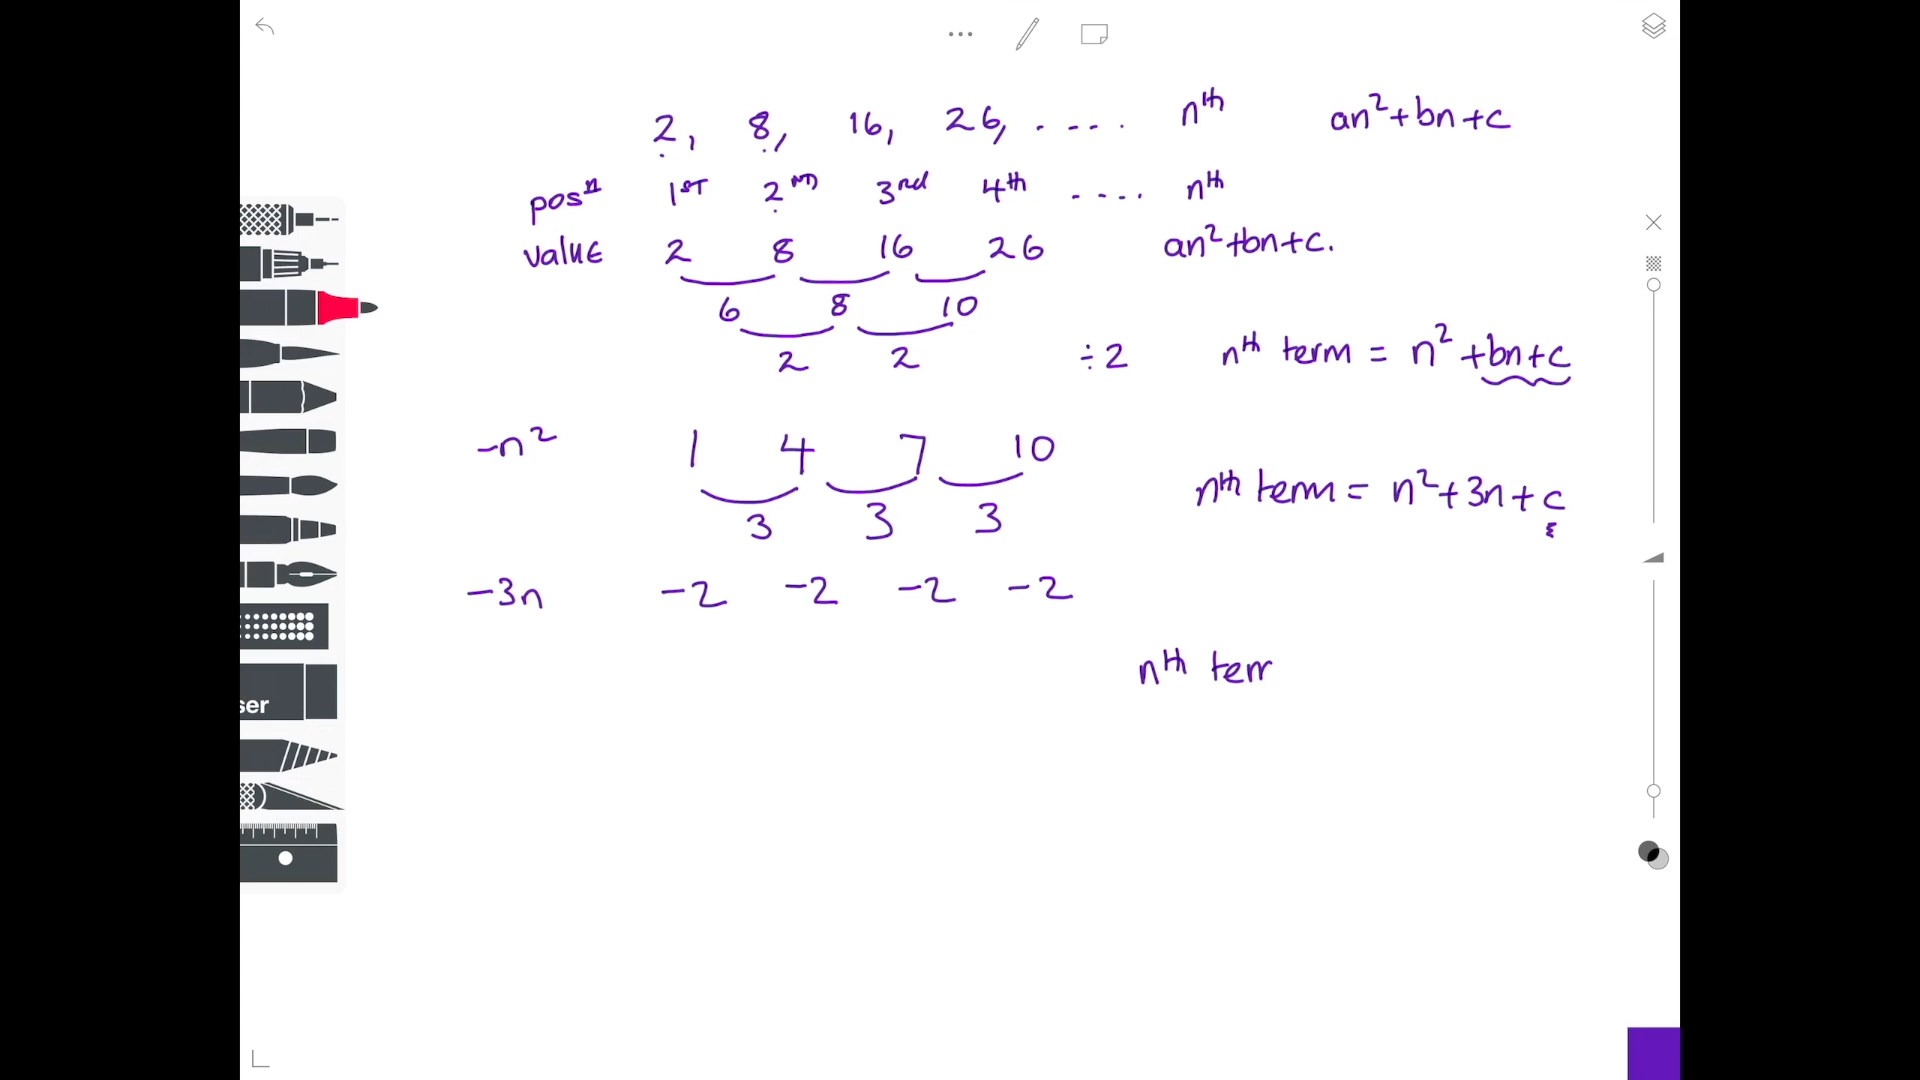 2, 8, 16, 26, .... nth an²+bn+c
posn 1ST 2ND 3rd 4th .... nth
value 2 8 16 26 an²+bn+c.
6 8 10
2 2 ÷2 nth term = n²+bn+c
-n² 1 4 7 10
nth term = n²+3n+c
3 3 3
-3n -2 -2 -2 -2
nth terr
ser